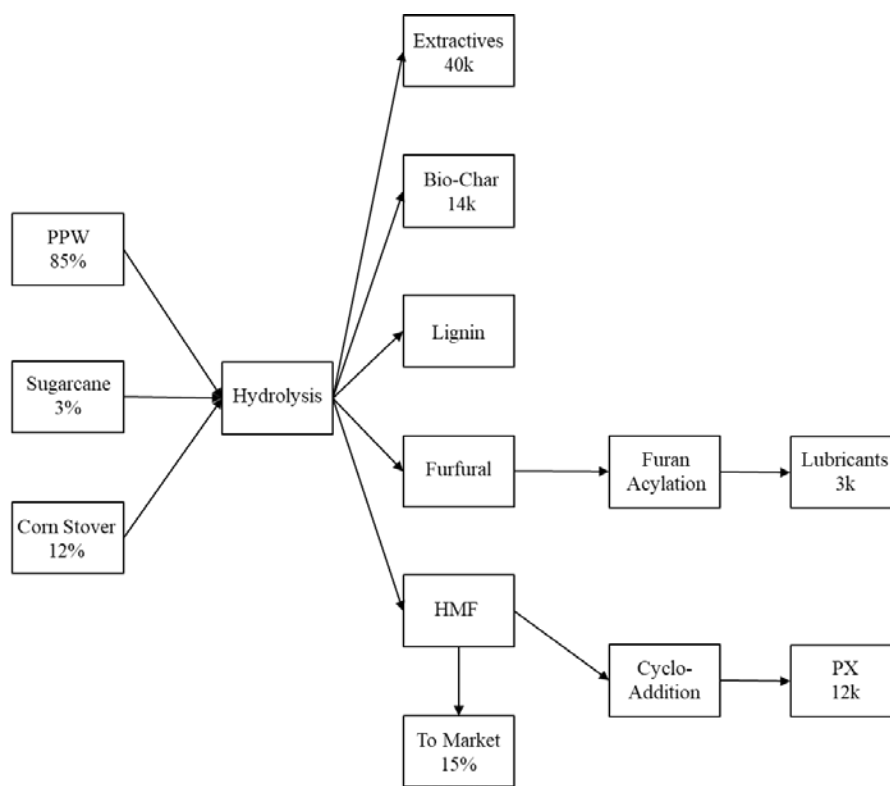 Extractives
40k
Bio-Char
14k
PPW
85%
Lignin
Sugarcane
3%
Hydrolysis
Furfural
Furan
Acylation
Lubricants
3k
Corn Stover
12%
HMF
Cyclo-
Addition
PX
12k
To Market
15%